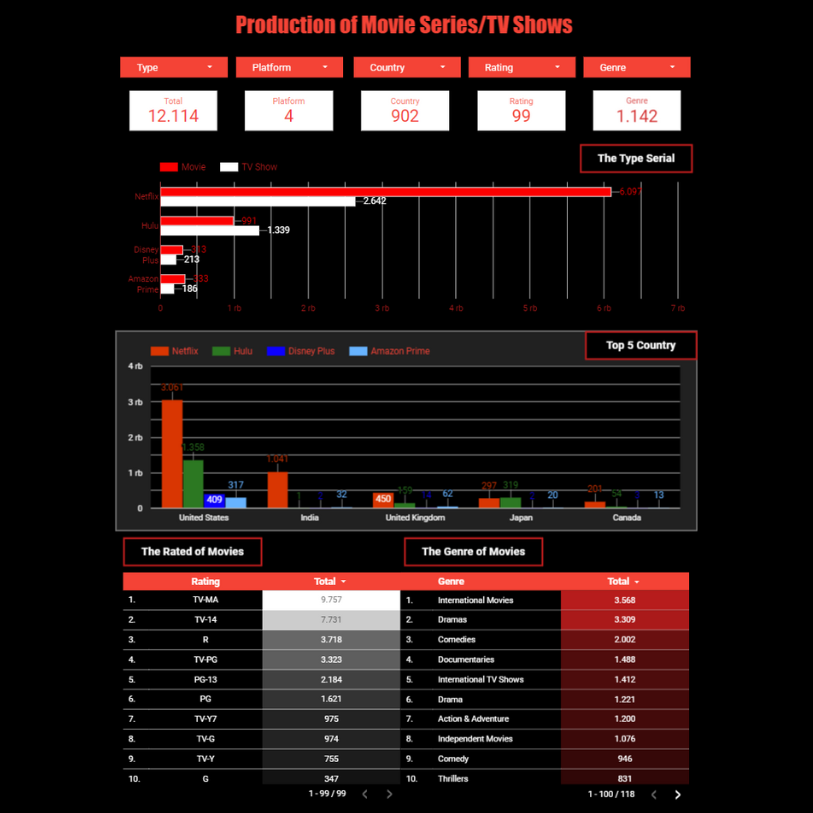 Production of Movie Series/TV Shows
Type Platform Country Rating Genre
Total Platform Country Rating Genre
12.114 4 902 99 1.142
The Type Serial
Movie TV Show
Netflix
2.642
Hulu 991
1.339
Disney 313
Plus 213
Amazon 333
Prime 186
0 1 rb 2 rb 3 rb 4 rb 5 rb 6 rb 7 rb
Top 5 Country
Netflix Hulu Disney Plus Amazon Prime
4 rb
3 rb
2 rb
1 rb
0
3.061 1.358 409 317
1.041 1 32
450 159 62
297 319 20
201 54 13
United States India United Kingdom Japan Canada
The Rated of Movies
Rating Total
1. TV-MA 9.757
2. TV-14 7.731
3. R 3.718
4. TV-PG 3.323
5. PG-13 2.184
6. PG 1.621
7. TV-Y7 975
8. TV-G 974
9. TV-Y 755
10. G 347
1 - 99 / 99
The Genre of Movies
Genre Total
1. International Movies 3.568
2. Dramas 3.309
3. Comedies 2.002
4. Documentaries 1.488
5. International TV Shows 1.412
6. Drama 1.221
7. Action & Adventure 1.200
8. Independent Movies 1.076
9. Comedy 946
10. Thrillers 831
1 - 100 / 118